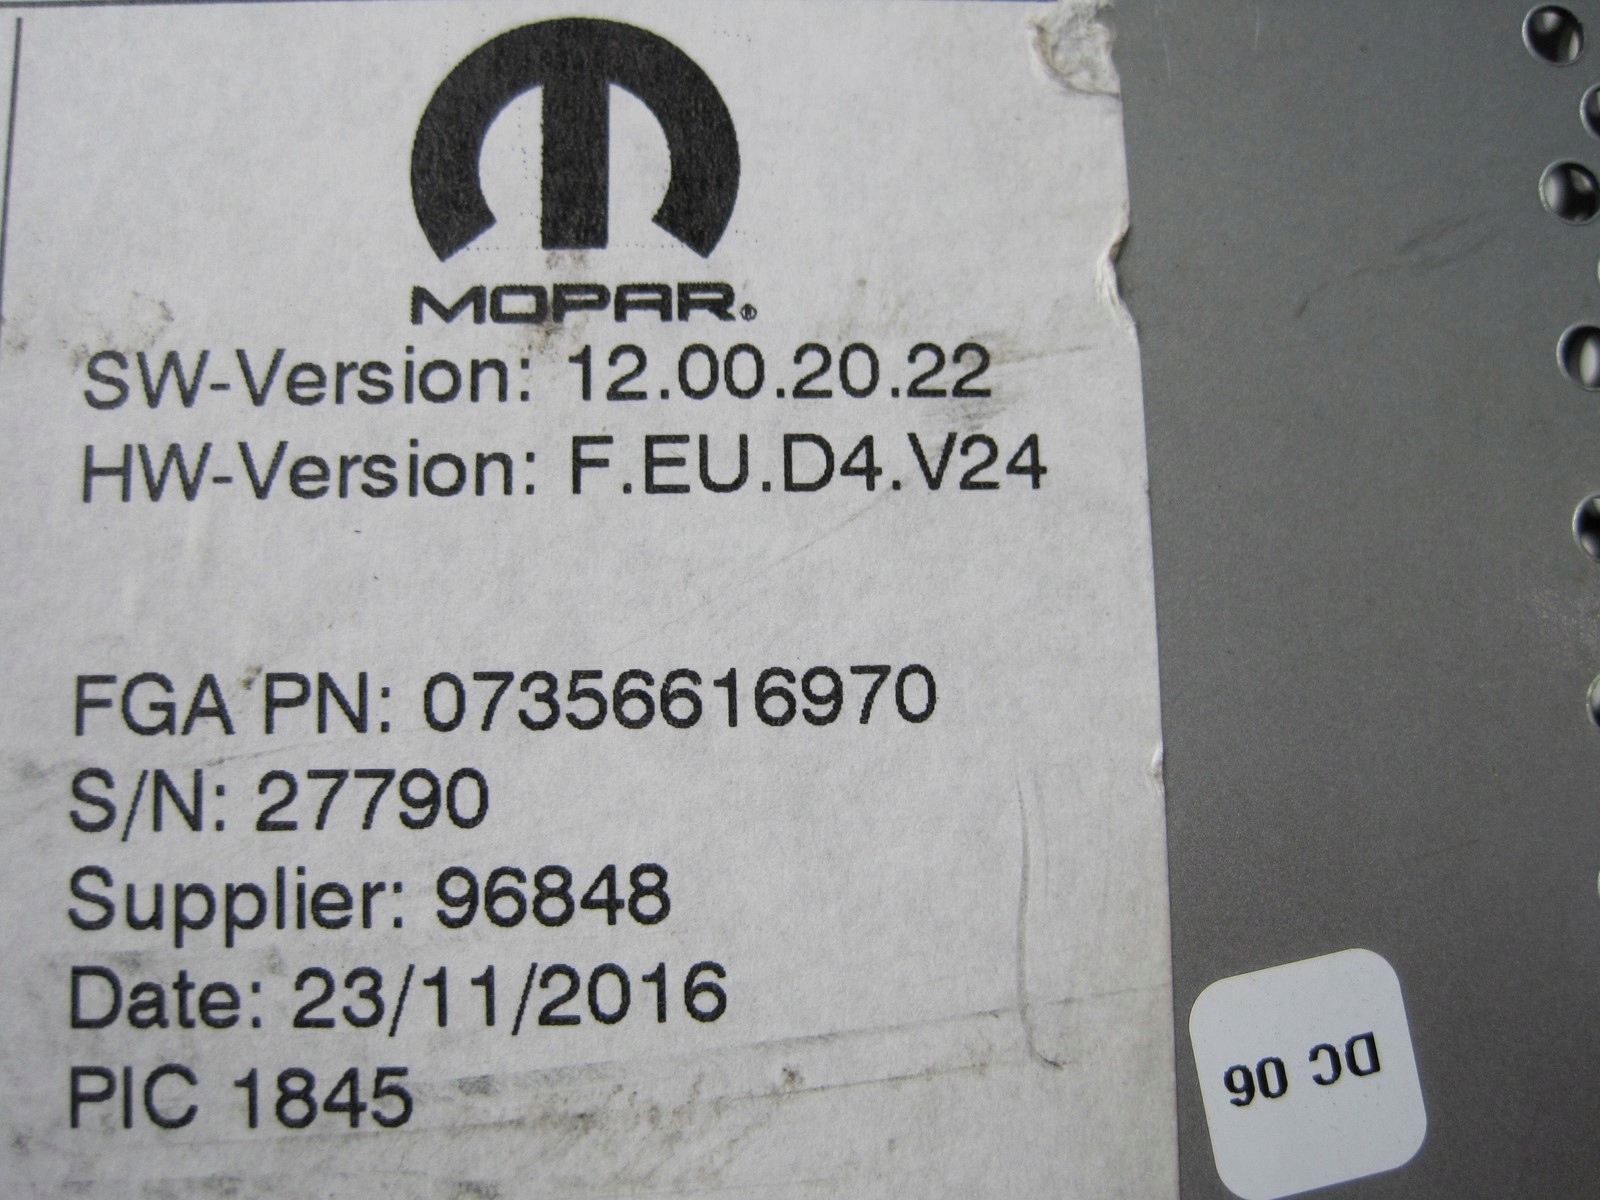 MOPAR®
SW-Version: 12.00.20.22
HW-Version: F.EU.D4.V24
FGA PN: 07356616970
S/N: 27790
Supplier: 96848
Date: 23/11/2016
PIC 1845
DC 06